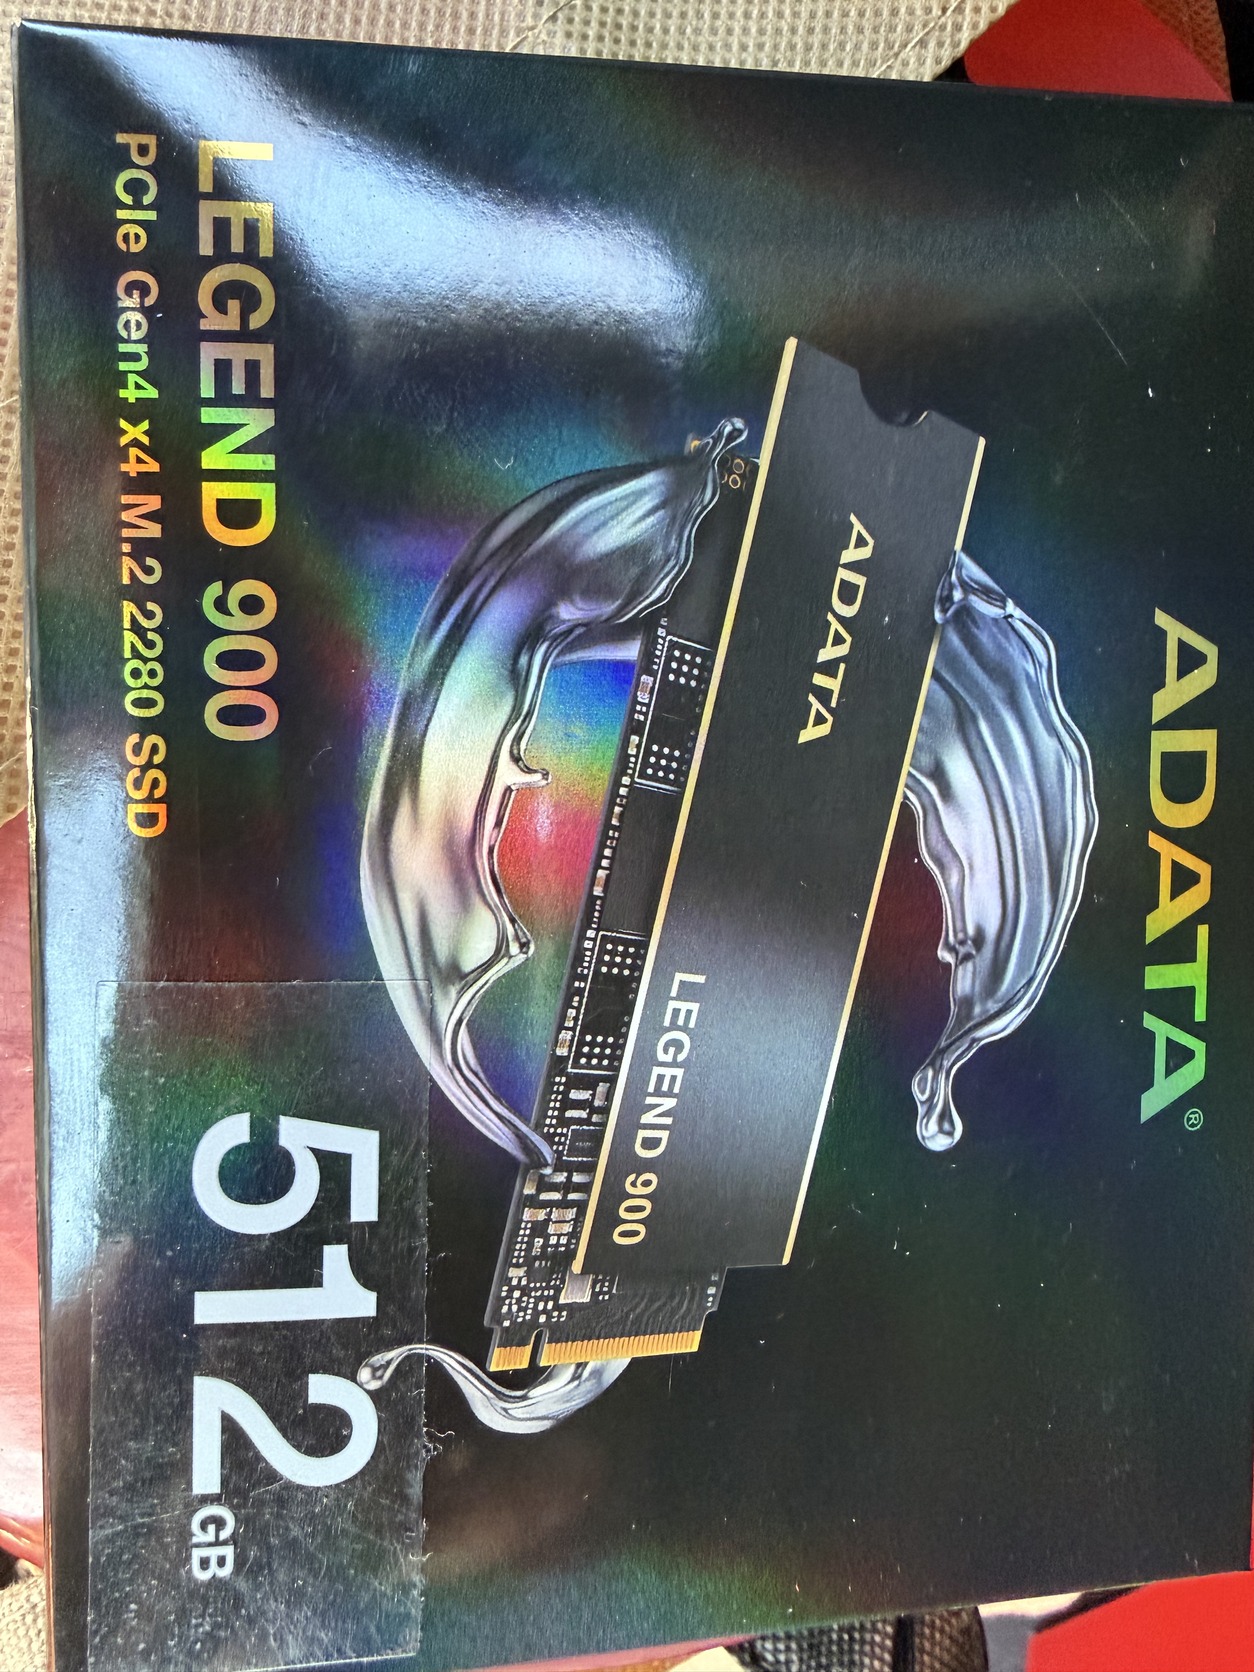 ADATA®
ADATA
LEGEND 900
LEGEND 900
PCIe Gen4 x4 M.2 2280 SSD
512GB